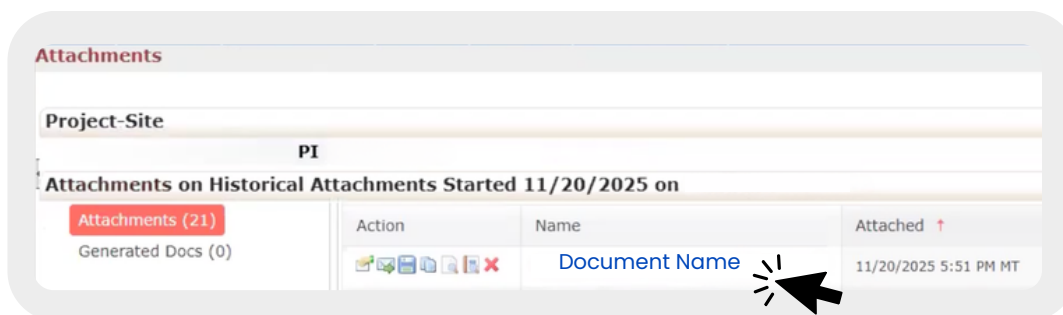 Attachments
Project-Site
PI
Attachments on Historical Attachments Started 11/20/2025 on
Attachments (21)
Generated Docs (0)
Action Name Attached ↑
Document Name 11/20/2025 5:51 PM MT